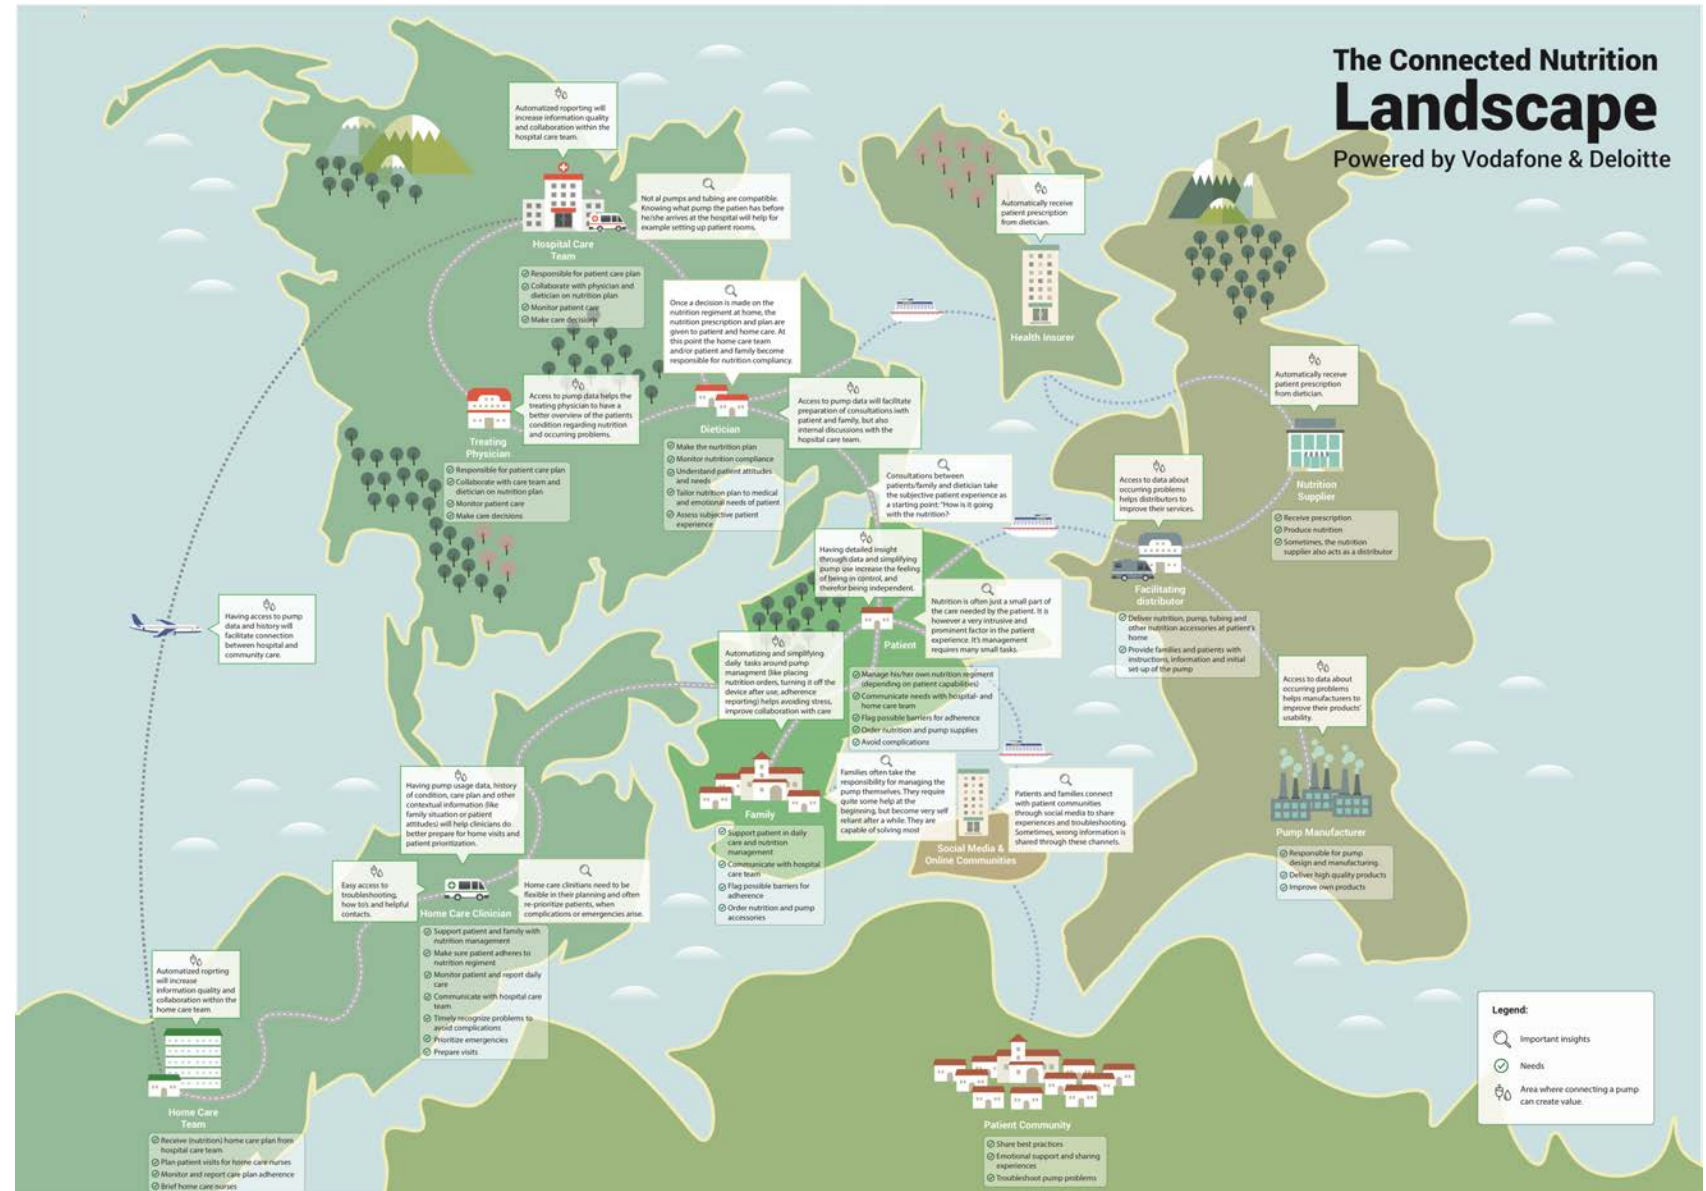 The Connected Nutrition
Landscape
Powered by Vodafone & Deloitte
Automatized roporting will
increase information quality
and collaboration within the
hospital care team.
Not al pumps and tubing are compatible.
Knowing what pump the patien has before
he/she arrives at the hospital will help for
example setting up patient rooms.
Hospital Care
Team
Responsible for patient care plan
Collaborate with physician and
dietician on nutrition plan
Monitor patient care
Make care decisions
Once a decision is made on the
nutrition regiment at home, the
nutrition prescription and plan are
given to patient and home care. At
this point the home care team
and/or patient and family become
responsible for nutrition compliancy.
Automatically receive
patient prescription
from dietician.
Health Insurer
Automatically receive
patient prescription
from dietician.
Nutrition
Supplier
Receive prescription
Produce nutrition
Sometimes, the nutrition
supplier also acts as a distributor
Access to pump data helps the
treating physician to have a
better overview of the patients
condition regarding nutrition
and occurring problems.
Treating
Physician
Responsible for patient care plan
Collaborate with care team and
dietician on nutrition plan
Monitor patient care
Make care decisions
Dietician
Make the nurtrition plan
Monitor nutrition compliance
Understand patient attitudes
and needs
Tailor nutrition plan to medical
and emotional needs of patient
Assess subjective patient
experience
Access to pump data will facilitate
preparation of consultations iwth
patient and family, but also
internal discussions with the
hopsital care team.
Consultations between
patients/family and dietician take
the subjective patient experience as
a starting point: "How is it going
with the nutrition?
Access to data about
occurring problems
helps distributors to
improve their services.
Facilitating
distributor
Deliver nutrition, pump, tubing and
other nutrition accessories at patient's
home
Provide families and patients with
instructions, information and initial
set-up of the pump
Having detailed insight
through data and simplifying
pump use increase the feeling
of being in control, and
therefor being independent.
Nutrition is often just a small part of
the care needed by the patient. It is
however a very intrusive and
prominent factor in the patient
experience. It's management
requires many small tasks.
Patient
Manage his/her own nutrition regiment
(depending on patient capabilities)
Communicate needs with hospital- and
home care team
Flag possible barriers for adherence
Order nutrition and pump supplies
Avoid complications
Having access to pump
data and history will
facilitate connection
between hospital and
community care.
Automatizing and simplifying
daily tasks around pump
managment (like placing
nutrition orders, turning it off the
device after use, adherence
reporting) helps avoiding stress,
improve collaboration with care
Family
Support patient in daily
care and nutrition
management
Communicate with hospital
care team
Flag possible barriers for
adherence
Order nutrition and pump
accessories
Families often take the
responsibility for managing the
pump themselves. They require
quite some help at the
beginning, but become very self
reliant after a while. They are
capable of solving most
Social Media &
Online Communities
Patients and families connect
with patient communities
through social media to share
experiences and troubleshooting.
Sometimes, wrong information is
shared through these channels.
Access to data about
occurring problems
helps manufacturers to
improve their products'
usability.
Pump Manufacturer
Responsible for pump
design and manufacturing.
Deliver high-quality products
Improve own products
Having pump usage data, history
of condition, care plan and other
contextual information (like
family situation or patient
attitudes) will help clinicians do
better prepare for home visits and
patient prioritization.
Easy access to
troubleshooting,
how to's and helpful
contacts.
Home care clinitians need to be
flexible in their planning and often
re-prioritize patients, when
complications or emergencies arise.
Home Care Clinician
Support patient and family with
nutrition management
Make sure patient adheres to
nutrition regiment
Monitor patient and report daily
care
Communicate with hospital care
team
Timely recognize problems to
avoid complications
Prioritize emergencies
Prepare visits
Automatized roprting
will increase
information quality and
collaboration within the
home care team
Home Care
Team
Receive (nutrition) home care plan from
hospital care team
Plan patient visits for home care nurses
Monitor and report care plan adherence
Brief home care nurses
Patient Community
Share best practices
Emotional support and sharing
experiences
Troubleshoot pump problems
Legend:
Important insights
Needs
Area where connecting a pump
can create value.